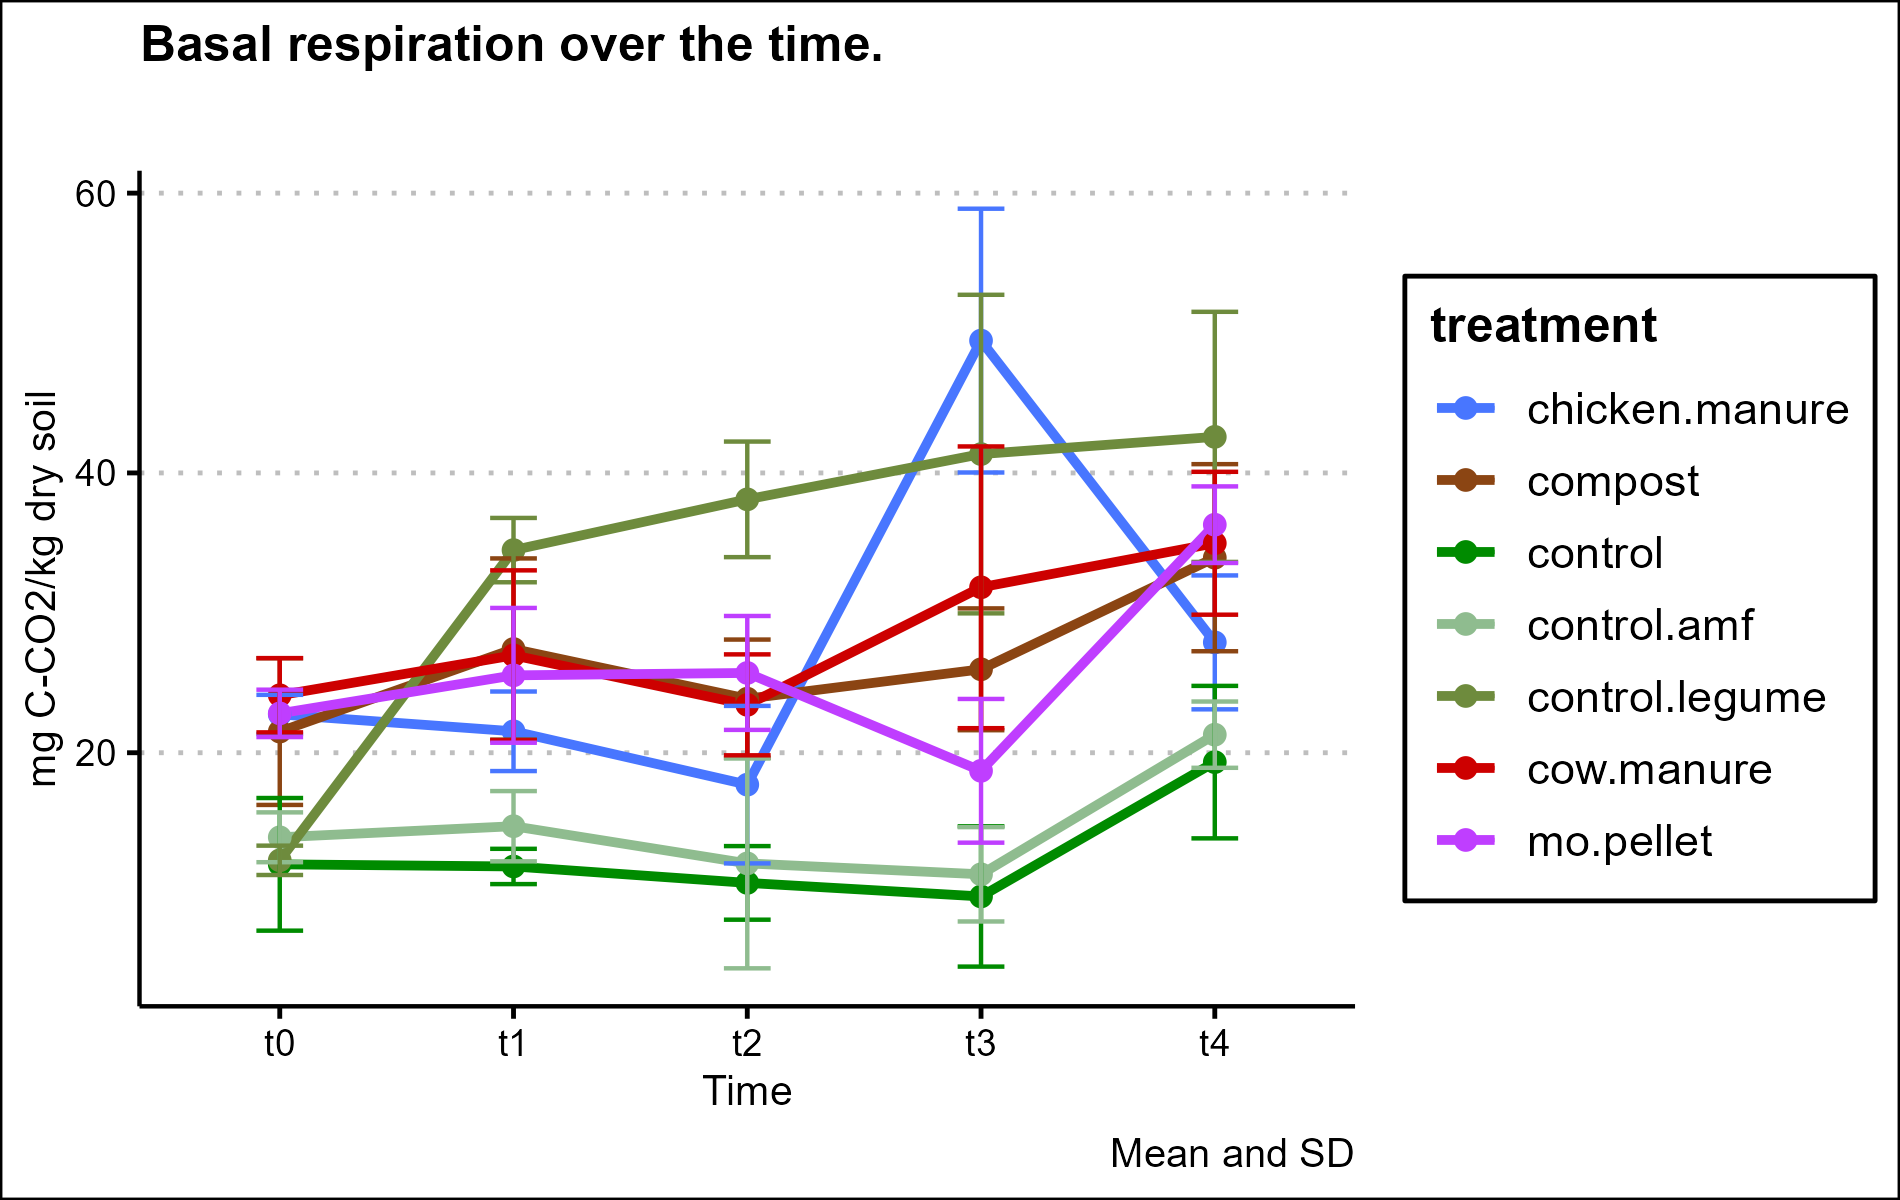 Basal respiration over the time.
mg C-CO2/kg dry soil
60
40
20
t0
t1
t2
t3
t4
Time
Mean and SD
treatment
chicken.manure
compost
control
control.amf
control.legume
cow.manure
mo.pellet